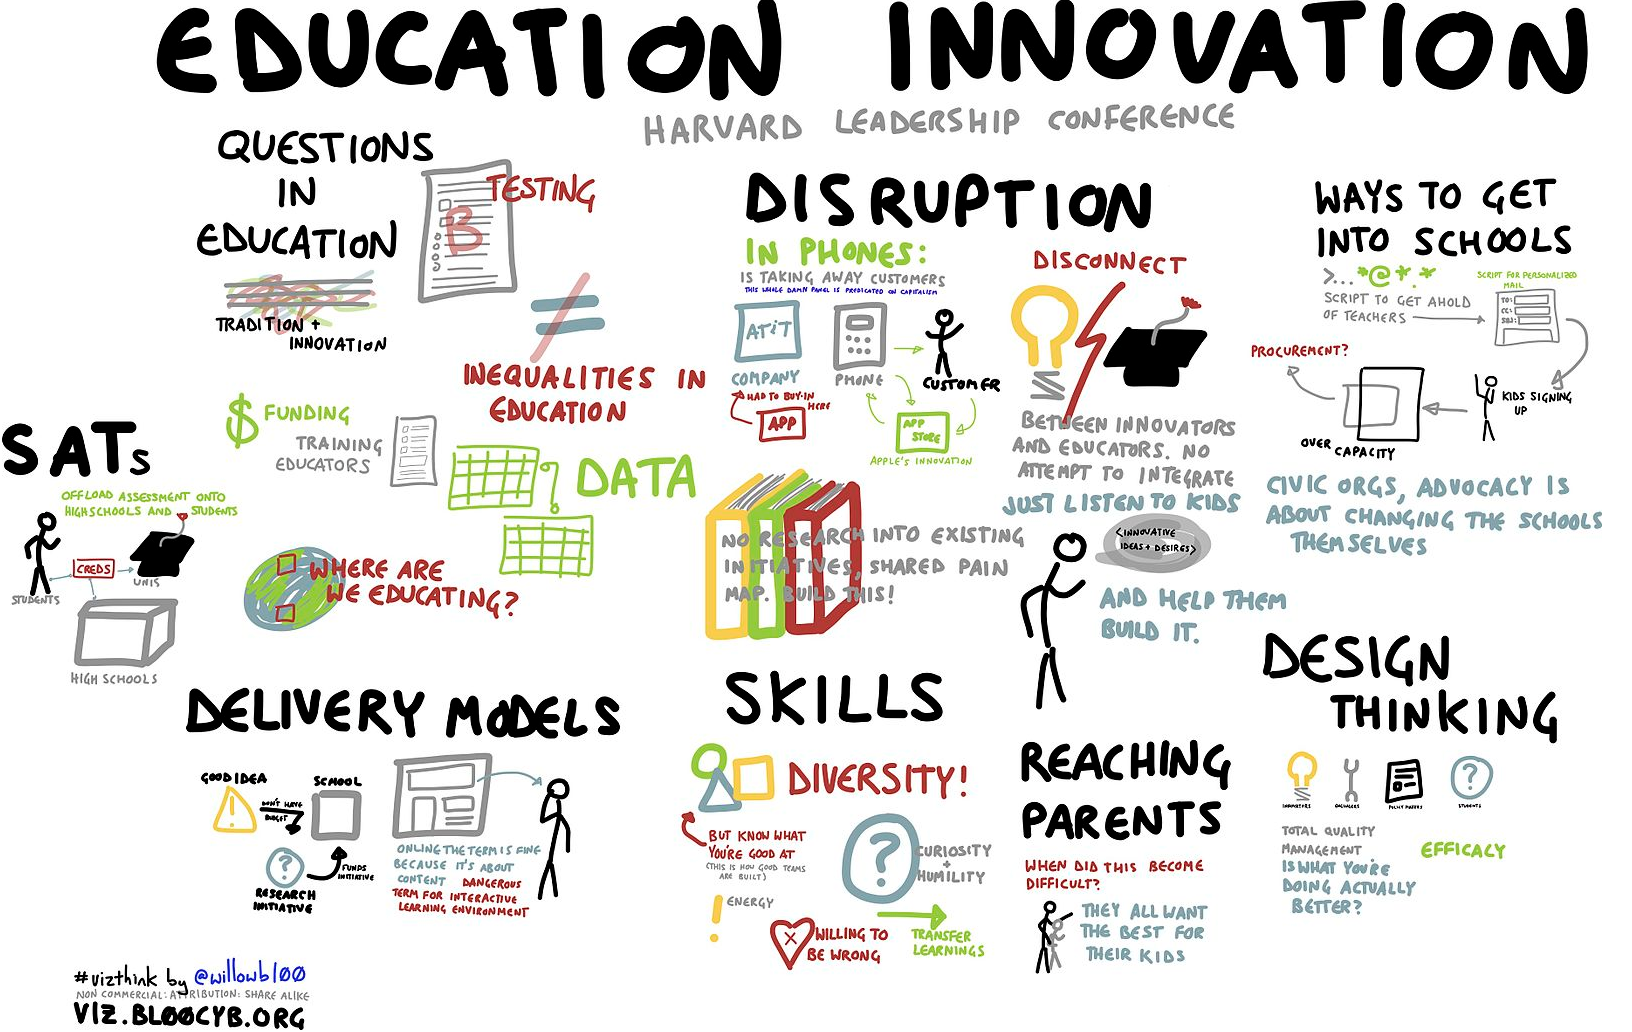 EDUCATION INNOVATION
HARVARD LEADERSHIP CONFERENCE
QUESTIONS
IN
EDUCATION
TRADITION +
INNOVATION
TESTING
B
INEQUALITIES IN
EDUCATION
$ FUNDING
TRAINING
EDUCATORS
DATA
WHERE ARE
WE EDUCATING?
SATs
OFFLOAD ASSESSMENT ONTO
HIGHSCHOOLS AND STUDENTS
CREDS
UNIS
STUDENTS
HIGH SCHOOLS
DELIVERY MODELS
GOOD IDEA
SCHOOL
DON'T HAVE
BUDGET
?
FUNDS
INITIATIVE
RESEARCH
INITIATIVE
ONLINE THE TERM IS FINE
BECAUSE IT'S ABOUT
CONTENT DANGEROUS
TERM FOR INTERACTIVE
LEARNING ENVIRONMENT
DISRUPTION
IN PHONES:
IS TAKING AWAY CUSTOMERS
THIS WHOLE DAMN PANEL IS PREDICATED ON CAPITALISM
AT&T
COMPANY
PHONE
CUSTOMER
HAD TO BUY-IN
HERE
APP
APP
STORE
APPLE'S INNOVATION
NO RESEARCH INTO EXISTING
INITIATIVES, SHARED PAIN
MAP. BUILD THIS!
DISCONNECT
BETWEEN INNOVATORS
AND EDUCATORS. NO
ATTEMPT TO INTEGRATE
JUST LISTEN TO KIDS
<INNOVATIVE
IDEAS + DESIRES>
AND HELP THEM
BUILD IT.
WAYS TO GET
INTO SCHOOLS
>... *@*.*
SCRIPT TO GET AHOLD
OF TEACHERS
SCRIPT FOR PERSONALIZED
MAIL
TO:
CC:
SBJ:
PROCUREMENT?
KIDS SIGNING
UP
OVER CAPACITY
CIVIC ORGS, ADVOCACY IS
ABOUT CHANGING THE SCHOOLS
THEMSELVES
SKILLS
DIVERSITY!
BUT KNOW WHAT
YOU'RE GOOD AT
(THIS IS HOW GOOD TEAMS
ARE BUILT)
?
CURIOSITY
+
HUMILITY
! ENERGY
X
WILLING TO
BE WRONG
TRANSFER
LEARNINGS
REACHING
PARENTS
WHEN DID THIS BECOME
DIFFICULT?
THEY ALL WANT
THE BEST FOR
THEIR KIDS
DESIGN
THINKING
?
POLICY MAKERS
STUDENTS
TOTAL QUALITY
MANAGEMENT
IS WHAT YOU'RE
DOING ACTUALLY
BETTER?
EFFICACY
#vizthink by @willowbl00
NON COMMERCIAL: ATTRIBUTION: SHARE ALIKE
VIZ.BL00CYB.ORG